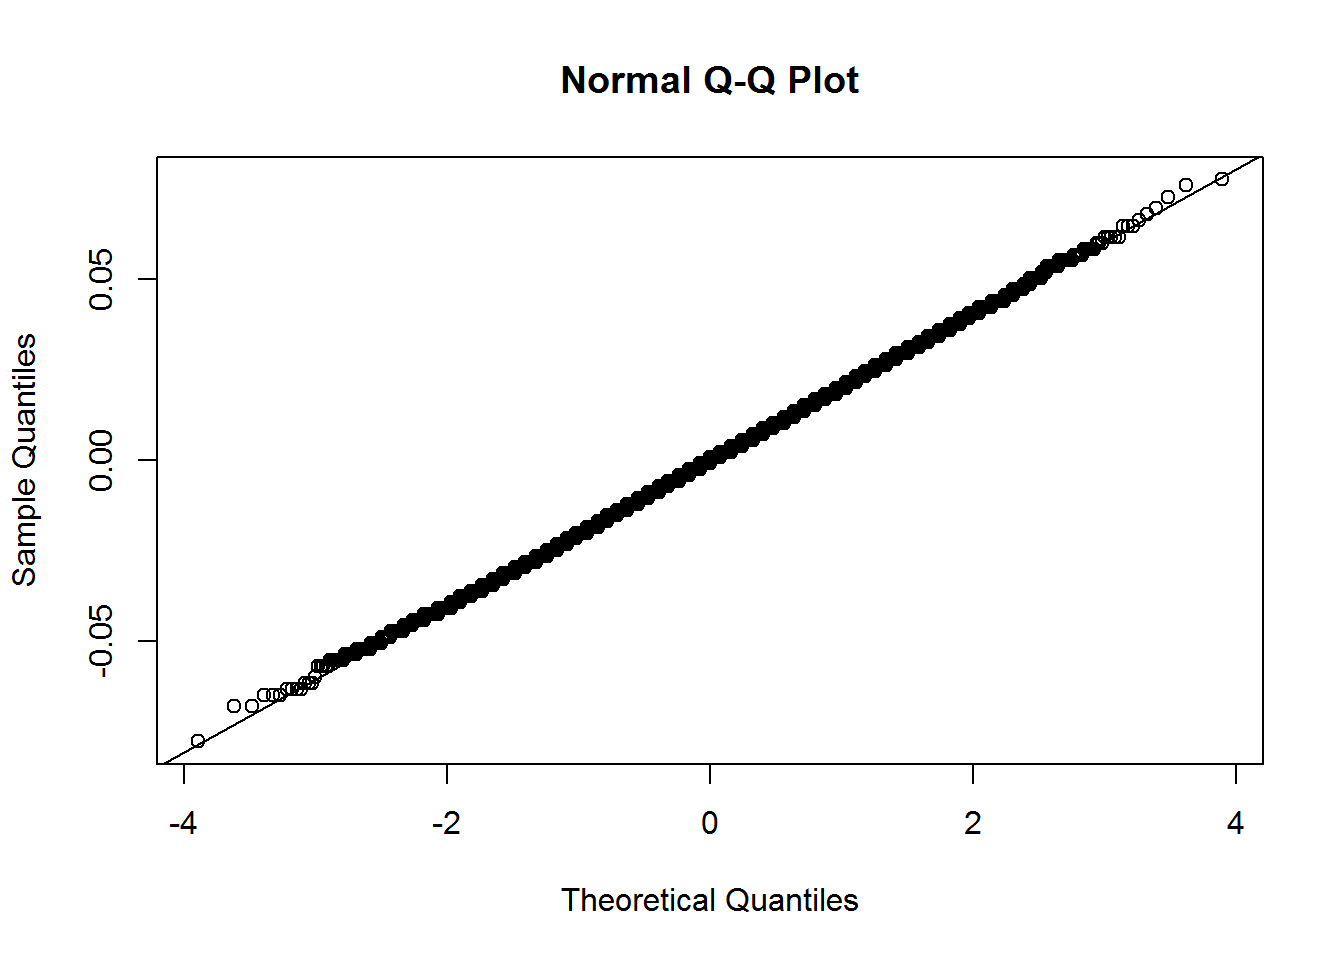 Normal Q-Q Plot
Sample Quantiles
0.05
0.00
-0.05
-4 -2 0 2 4
Theoretical Quantiles